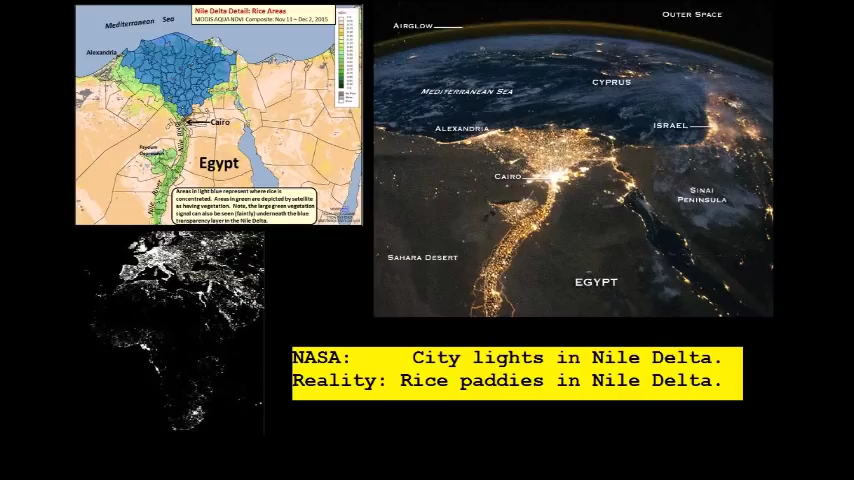 Nile Delta Detail: Rice Areas
MODIS AQUA NDVI Composite: Nov 11 – Dec 2, 2015
Mediterranean Sea
Alexandria
Cairo
Nile River
Egypt
Areas in light blue represent where rice is
concentrated. Areas in green are depicted by satellite
as having vegetation. Note, the large green vegetation
signal can also be seen (faintly) underneath the blue
transparency layer in the Nile Delta.
AIRGLOW
OUTER SPACE
CYPRUS
MEDITERRANEAN SEA
ALEXANDRIA
ISRAEL
CAIRO
SINAI
PENINSULA
SAHARA DESERT
EGYPT
NASA: City lights in Nile Delta.
Reality: Rice paddies in Nile Delta.